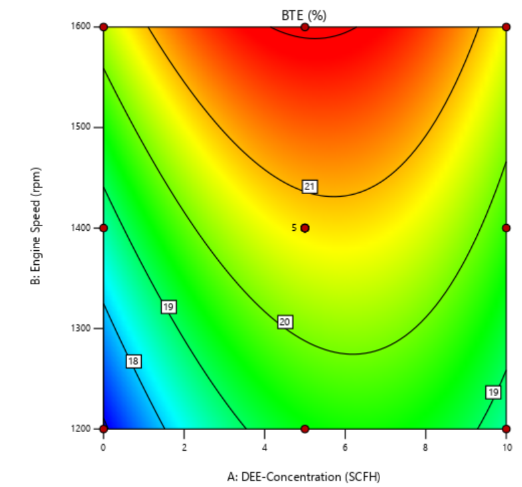 BTE (%)
1600
1500
1400
1300
1200
B: Engine Speed (rpm)
21
5
20
19
18
19
0 2 4 6 8 10
A: DEE-Concentration (SCFH)